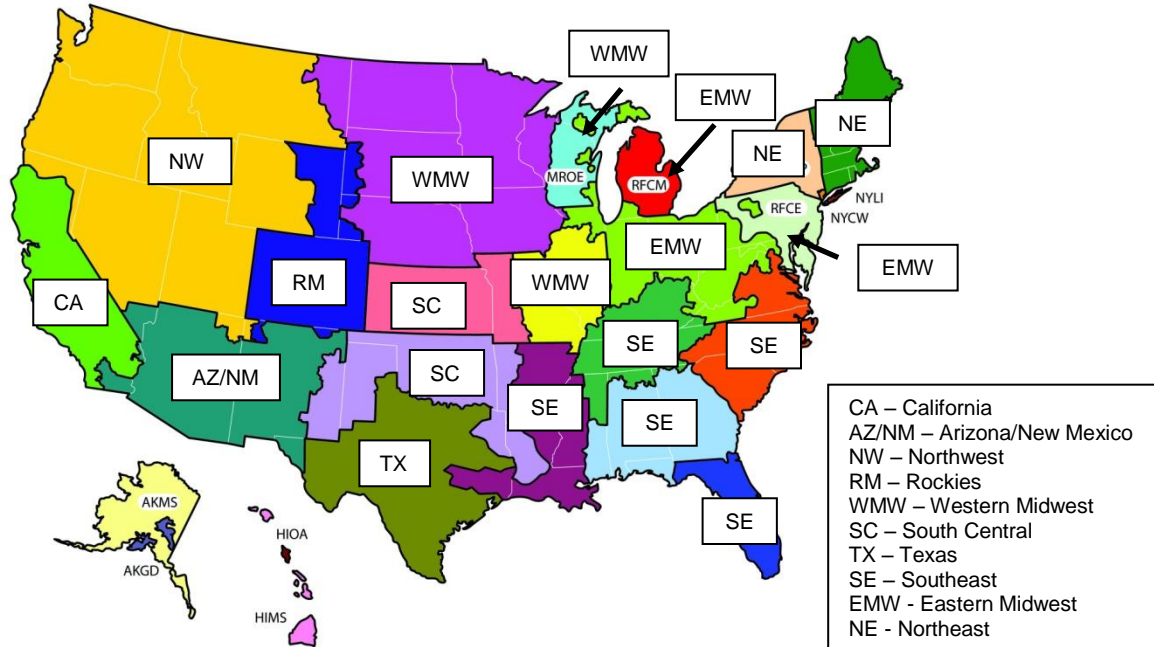 WMW
EMW
NE
NE
NW
WMW
MROE
RFCM
RFCE
NYLI
NYCW
EMW
EMW
CA
RM
SC
WMW
SE
SE
AZ/NM
SC
SE
SE
TX
SE
AKMS
AKGD
HIOA
HIMS
CA – California
AZ/NM – Arizona/New Mexico
NW – Northwest
RM – Rockies
WMW – Western Midwest
SC – South Central
TX – Texas
SE – Southeast
EMW - Eastern Midwest
NE - Northeast